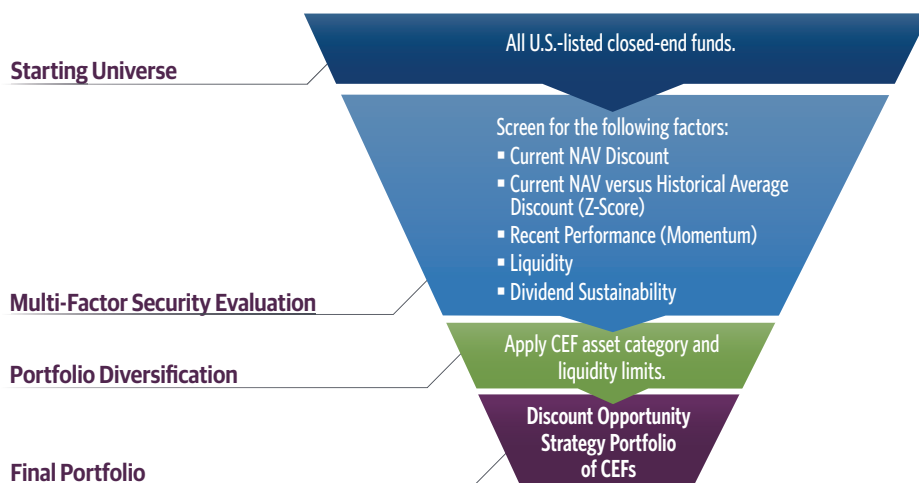 All U.S.-listed closed-end funds.
Starting Universe
Screen for the following factors:
▪ Current NAV Discount
▪ Current NAV versus Historical Average
Discount (Z-Score)
▪ Recent Performance (Momentum)
▪ Liquidity
▪ Dividend Sustainability
Multi-Factor Security Evaluation
Apply CEF asset category and
liquidity limits.
Portfolio Diversification
Discount Opportunity
Strategy Portfolio
of CEFs
Final Portfolio